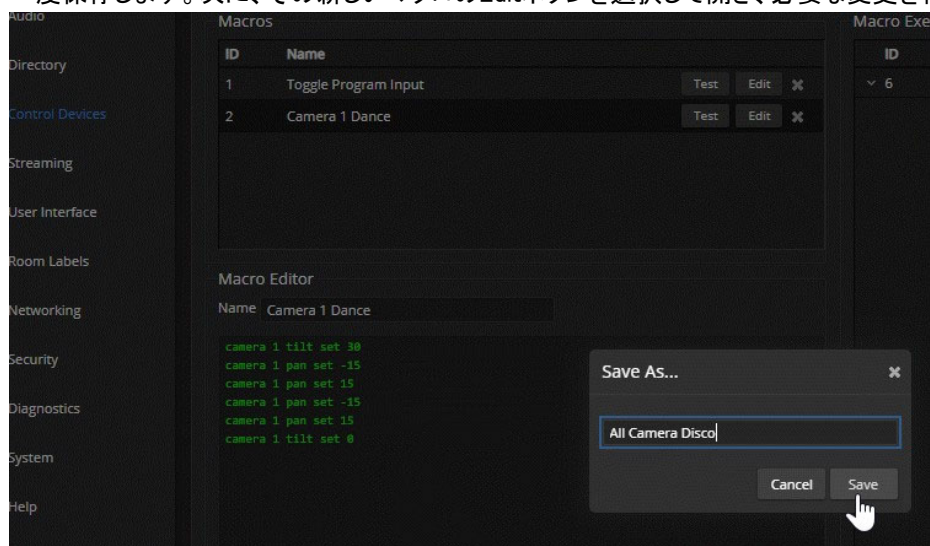 Audio
Directory
Control Devices
Streaming
User Interface
Room Labels
Networking
Security
Diagnostics
System
Help
Macros
ID Name
1 Toggle Program Input Test Edit
2 Camera 1 Dance Test Edit
Macro Editor
Name Camera 1 Dance
camera 1 tilt set 30
camera 1 pan set -15
camera 1 pan set 15
camera 1 pan set -15
camera 1 pan set 15
camera 1 tilt set 0
Macro Exe
ID
6
Save As...
All Camera Disco
Cancel Save